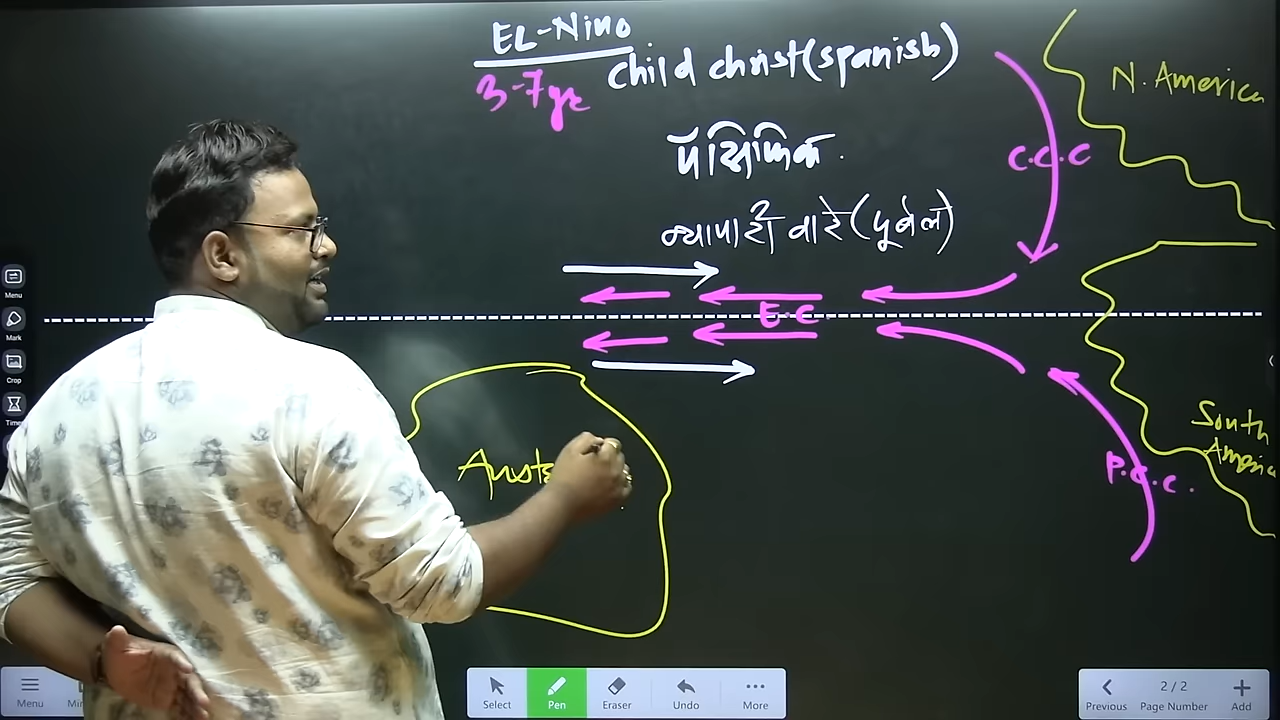 EL-Nino
child christ (spanish)
3-7yr
N. America
पॅसिफिक
C.C.C
व्यापारी वारे (पूर्वेले)
E.C.
South
America
P.C.C.
Menu
Mark
Crop
Menu
Select
Pen
Eraser
Undo
More
Previous
2/2
Page Number
Add